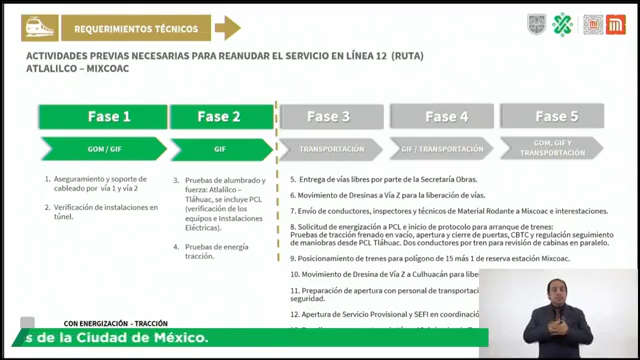 REQUERIMIENTOS TÉCNICOS
ACTIVIDADES PREVIAS NECESARIAS PARA REANUDAR EL SERVICIO EN LÍNEA 12 (RUTA)
ATLALILCO – MIXCOAC
Fase 1
Fase 2
Fase 3
Fase 4
Fase 5
GOM / GIF
GIF
TRANSPORTACIÓN
GIF / TRANSPORTACIÓN
GOM, GIF Y
TRANSPORTACIÓN
1. Aseguramiento y soporte de
cableado por vía 1 y vía 2
2. Verificación de instalaciones en
túnel.
3. Pruebas de alumbrado y
fuerza: Atlalilco –
Tláhuac, se incluye PCL
(verificación de los
equipos e Instalaciones
Eléctricas).
4. Pruebas de energía
tracción.
5. Entrega de vías libres por parte de la Secretaría Obras.
6. Movimiento de Dresinas a Vía Z para la liberación de vías.
7. Envío de conductores, inspectores y técnicos de Material Rodante a Mixcoac e interestaciones.
8. Solicitud de energización a PCL e inicio de protocolo para arranque de trenes:
Pruebas de tracción frenado en vacío, apertura y cierre de puertas, CBTC y regulación seguimiento
de maniobras desde PCL Tláhuac. Dos conductores por tren para revisión de cabinas en paralelo.
9. Posicionamiento de trenes para polígono de 15 más 1 de reserva estación Mixcoac.
10. Movimiento de Dresina de Vía Z a Culhuacán para
11. Preparación de apertura con personal de
seguridad.
12. Apertura de Servicio Provisional y SEFI en
CON ENERGIZACIÓN - TRACCIÓN
s de la Ciudad de México.